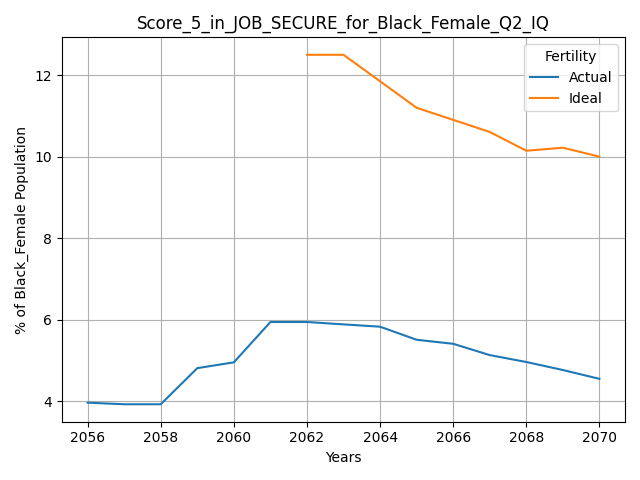 Score_5_in_JOB_SECURE_for_Black_Female_Q2_IQ
Fertility
Actual
Ideal
% of Black_Female Population
12
10
8
6
4
2056 2058 2060 2062 2064 2066 2068 2070
Years